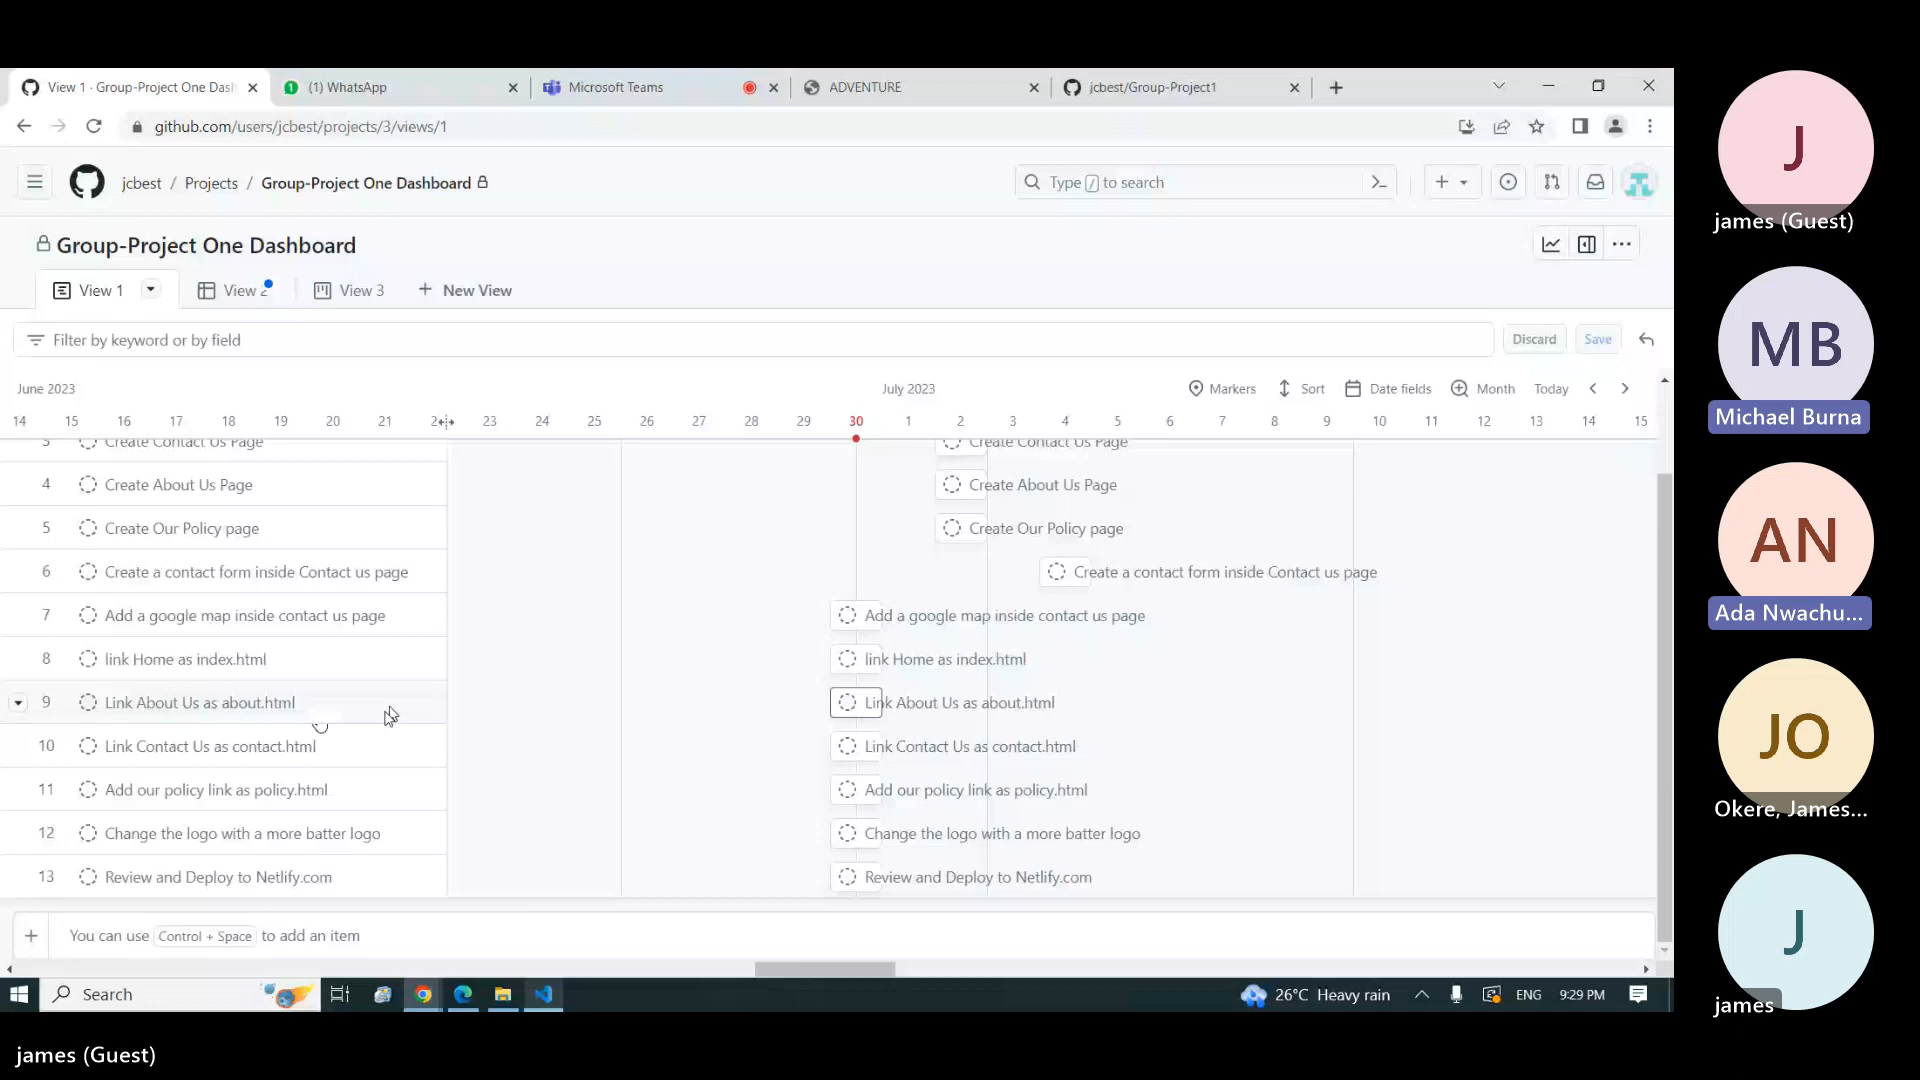 View 1 · Group-Project One Dash
(1) WhatsApp
Microsoft Teams
ADVENTURE
jcbest/Group-Project1
github.com/users/jcbest/projects/3/views/1
jcbest / Projects / Group-Project One Dashboard
Type / to search
Group-Project One Dashboard
View 1
View 2
View 3
New View
Filter by keyword or by field
Discard
Save
June 2023
July 2023
Markers
Sort
Date fields
Month
Today
14 15 16 17 18 19 20 21 2 23 24 25 26 27 28 29 30 1 2 3 4 5 6 7 8 9 10 11 12 13 14 15
3 Create Contact Us Page Create Contact Us Page
4 Create About Us Page Create About Us Page
5 Create Our Policy page Create Our Policy page
6 Create a contact form inside Contact us page Create a contact form inside Contact us page
7 Add a google map inside contact us page Add a google map inside contact us page
8 link Home as index.html link Home as index.html
9 Link About Us as about.html Link About Us as about.html
10 Link Contact Us as contact.html Link Contact Us as contact.html
11 Add our policy link as policy.html Add our policy link as policy.html
12 Change the logo with a more batter logo Change the logo with a more batter logo
13 Review and Deploy to Netlify.com Review and Deploy to Netlify.com
You can use Control + Space to add an item
Search
26°C Heavy rain
ENG
9:29 PM
james (Guest)
J
james (Guest)
MB
Michael Burna
AN
Ada Nwachu...
JO
Okere, James...
J
james